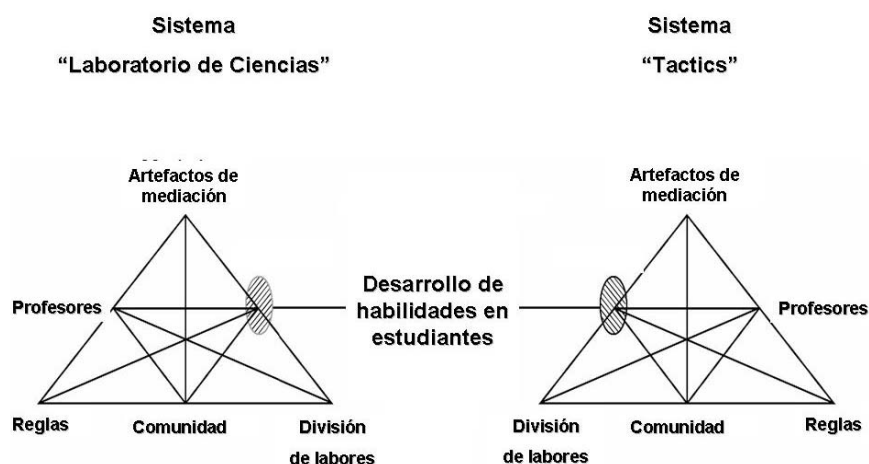 Sistema
“Laboratorio de Ciencias”
Sistema
“Tactics”
Artefactos de
mediación
Artefactos de
mediación
Profesores
Desarrollo de
habilidades en
estudiantes
Profesores
Reglas
Comunidad
División
de labores
División
de labores
Comunidad
Reglas